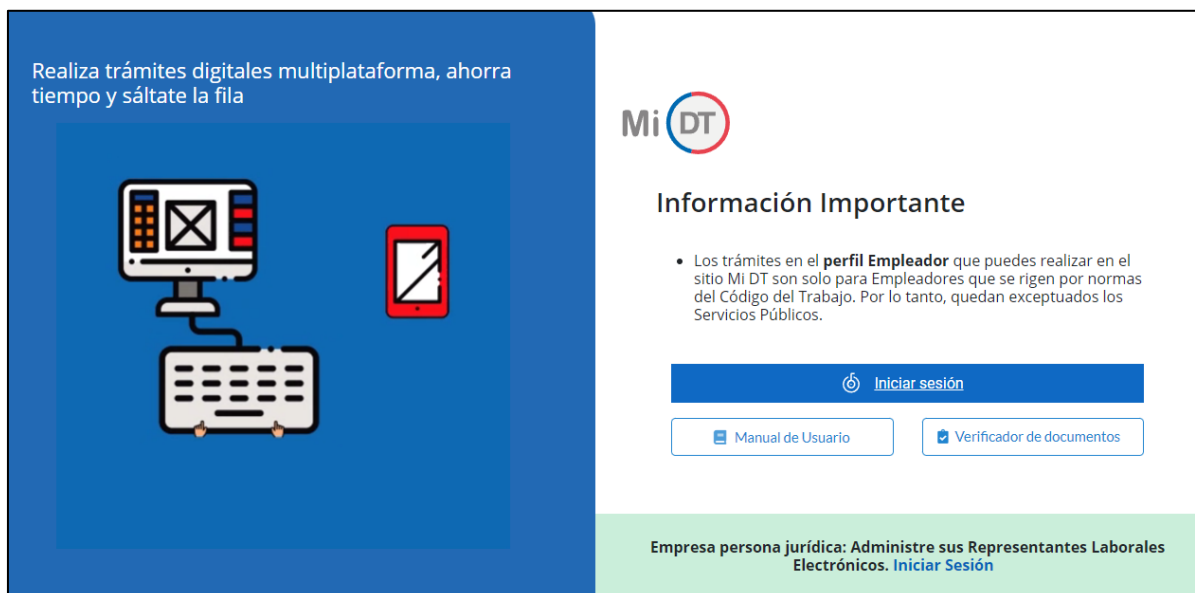 Realiza trámites digitales multiplataforma, ahorra
tiempo y sáltate la fila
Mi DT
Información Importante
• Los trámites en el perfil Empleador que puedes realizar en el
sitio Mi DT son solo para Empleadores que se rigen por normas
del Código del Trabajo. Por lo tanto, quedan exceptuados los
Servicios Públicos.
Iniciar sesión
Manual de Usuario
Verificador de documentos
Empresa persona jurídica: Administre sus Representantes Laborales
Electrónicos. Iniciar Sesión